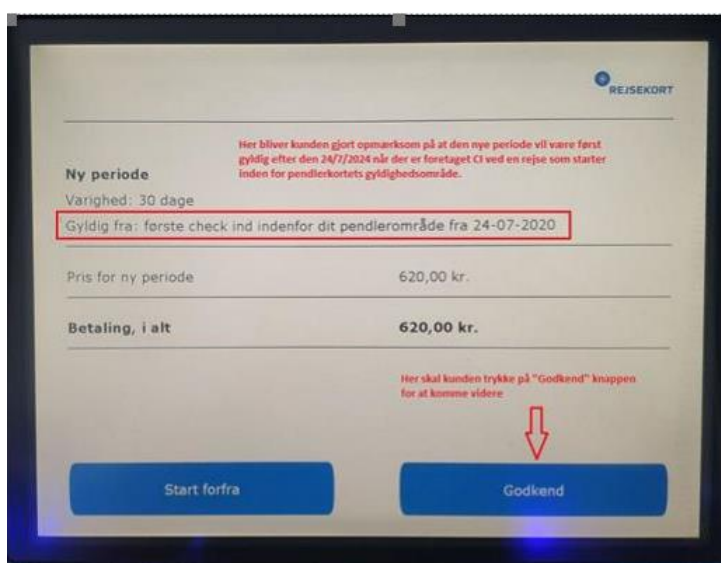 REJSEKORT
Her bliver kunden gjort opmærksom på at den nye periode vil være først
gyldig efter den 24/7/2024 når der er foretaget CI ved en rejse som starter
inden for pendlerkortets gyldighedsområde.
Ny periode
Varighed: 30 dage
Gyldig fra: første check ind indenfor dit pendlerområde fra 24-07-2020
Pris for ny periode 620,00 kr.
Betaling, i alt 620,00 kr.
Her skal kunden trykke på "Godkend" knappen
for at komme videre
Start forfra
Godkend